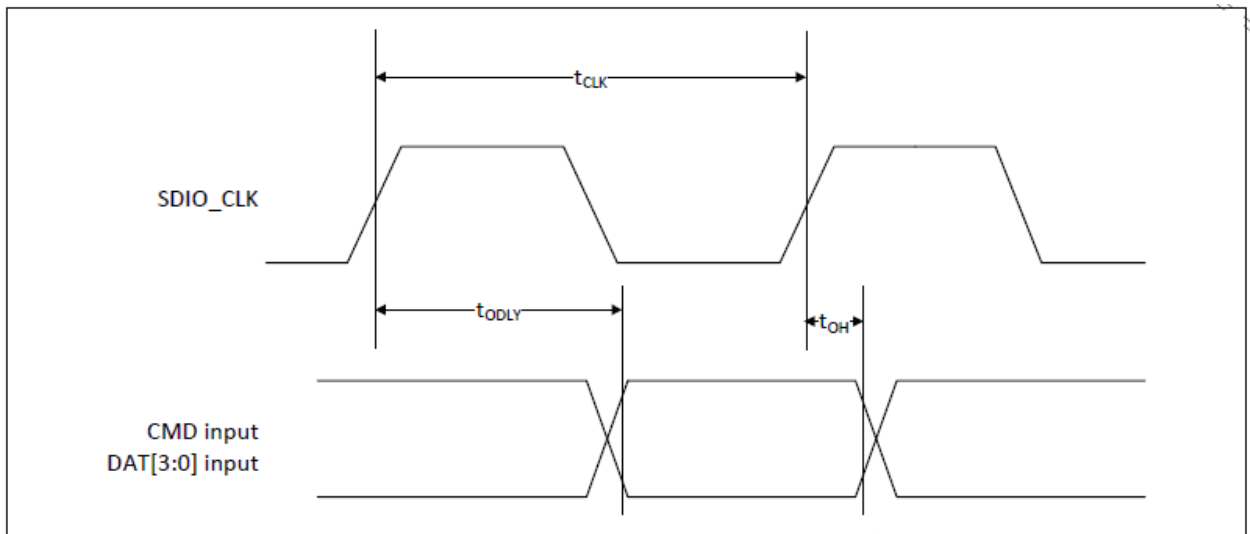 tCLK
SDIO_CLK
tODLY
tOH
CMD input
DAT[3:0] input